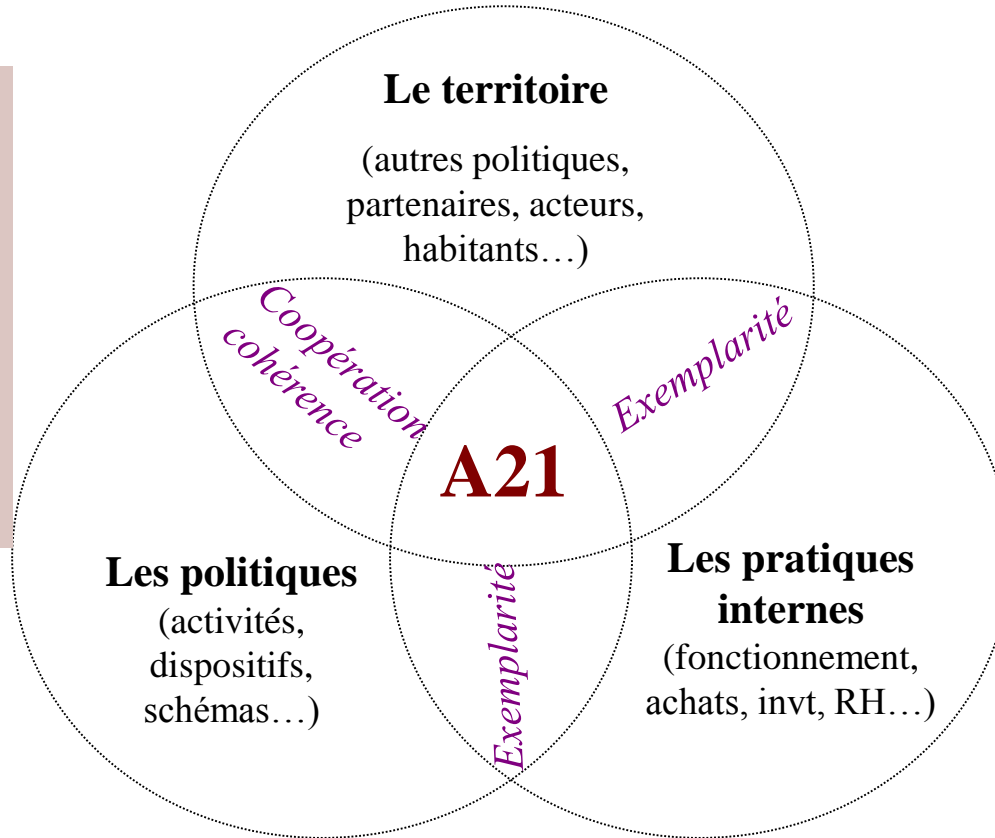 Le territoire
(autres politiques,
partenaires, acteurs,
habitants…)
Coopération
cohérence
Exemplarité
A21
Les politiques
(activités,
dispositifs,
schémas…)
Exemplarité
Les pratiques
internes
(fonctionnement,
achats, invt, RH…)